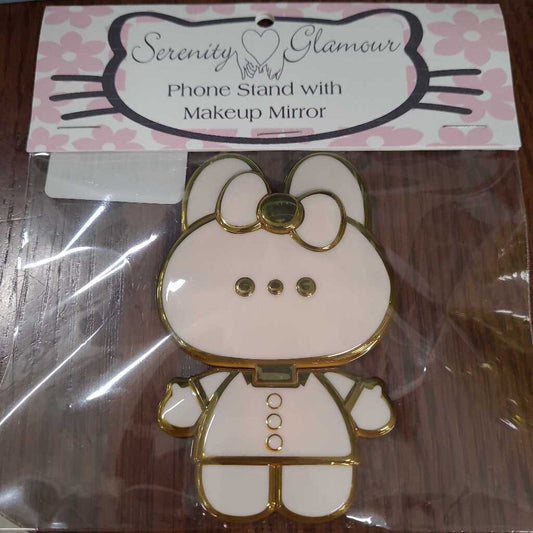 Serenity Glamour
Phone Stand with
Makeup Mirror